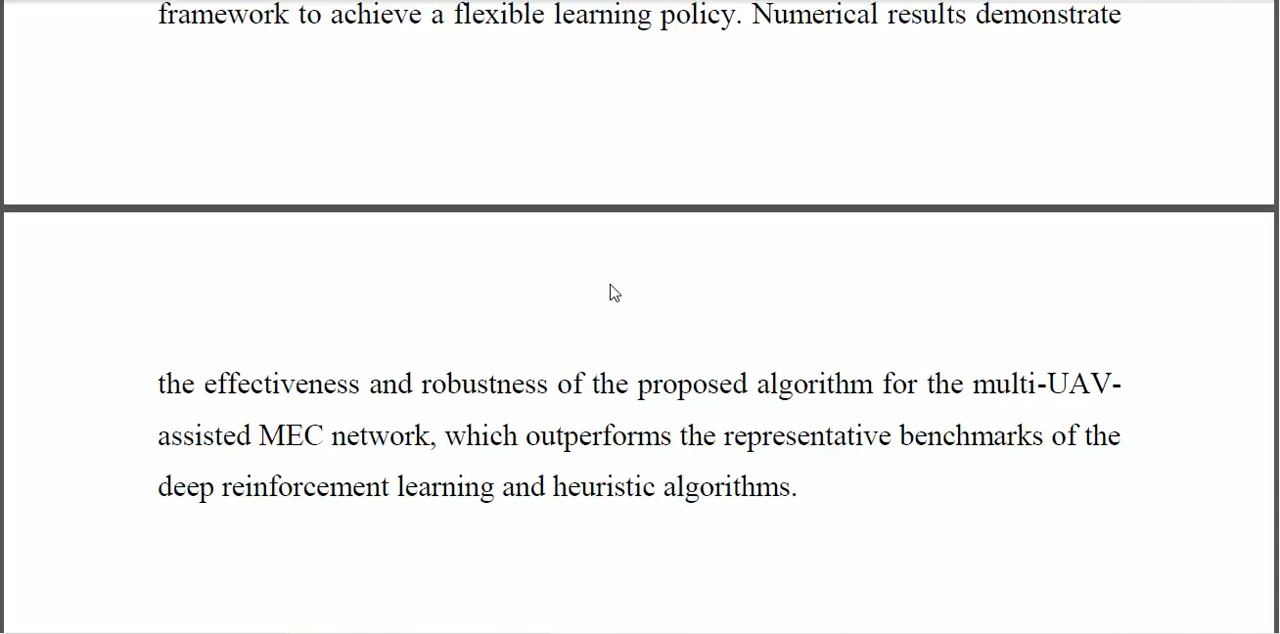 framework to achieve a flexible learning policy. Numerical results demonstrate
the effectiveness and robustness of the proposed algorithm for the multi-UAV-
assisted MEC network, which outperforms the representative benchmarks of the
deep reinforcement learning and heuristic algorithms.